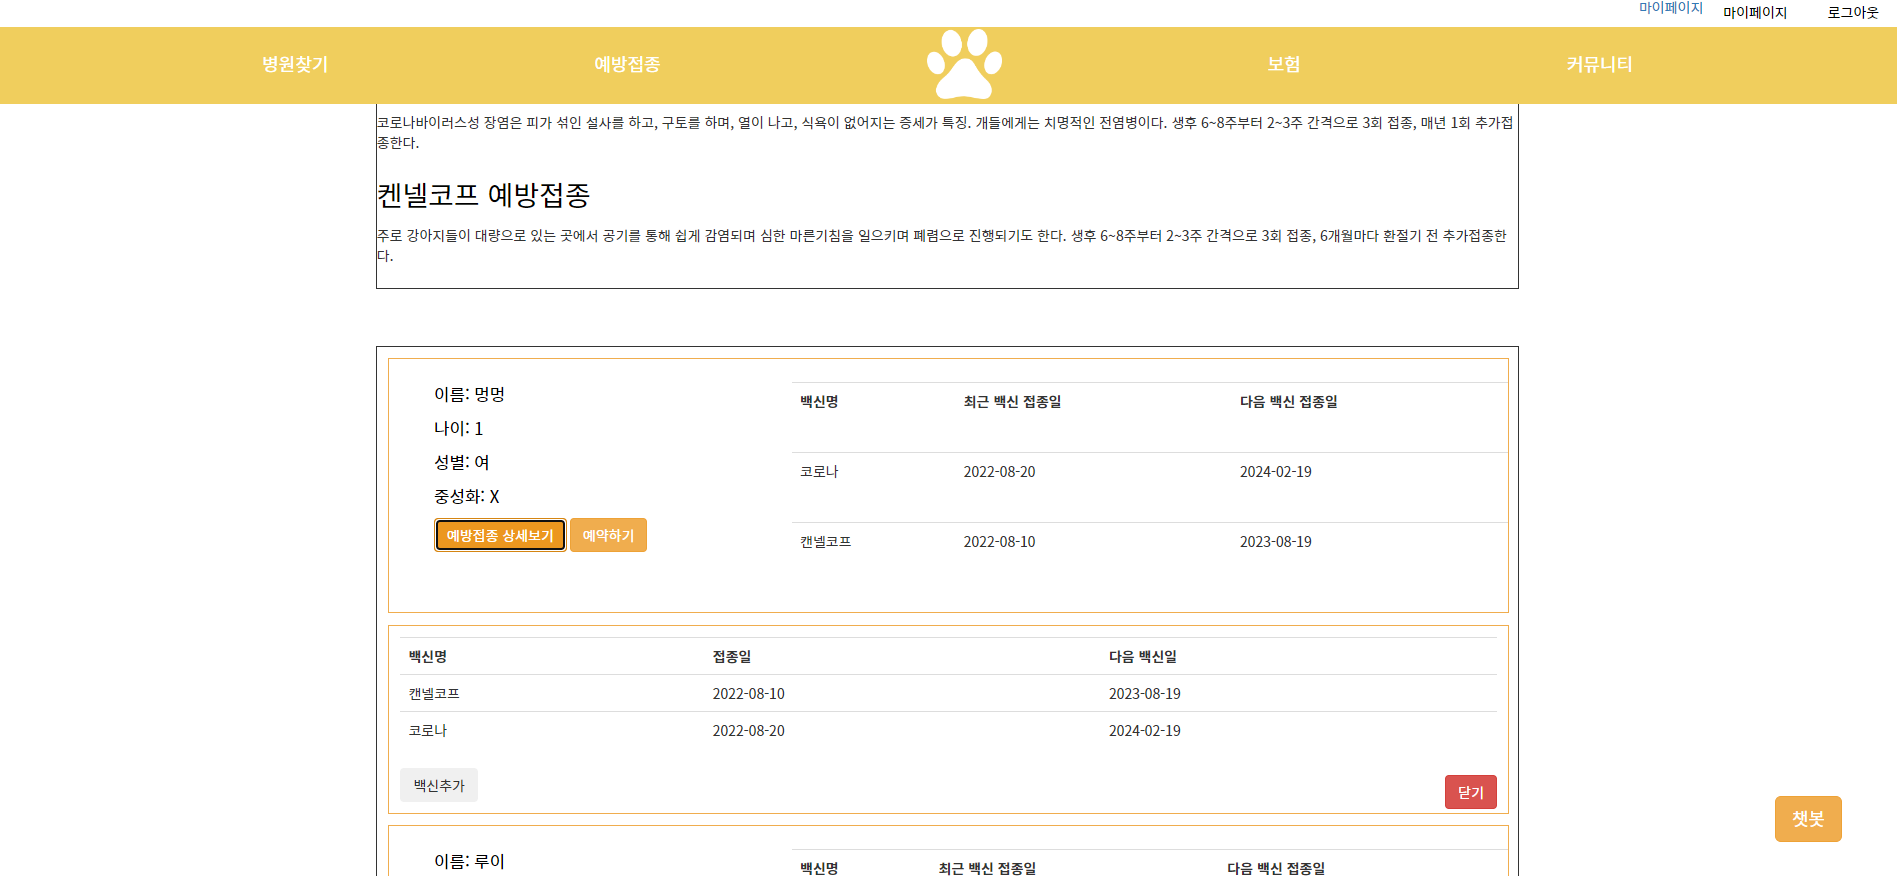 마이페이지 마이페이지 로그아웃
병원찾기 예방접종 보험 커뮤니티
코로나바이러스성 장염은 피가 섞인 설사를 하고, 구토를 하며, 열이 나고, 식욕이 없어지는 증세가 특징. 개들에게는 치명적인 전염병이다. 생후 6~8주부터 2~3주 간격으로 3회 접종, 매년 1회 추가접
종한다.
켄넬코프 예방접종
주로 강아지들이 대량으로 있는 곳에서 공기를 통해 쉽게 감염되며 심한 마른기침을 일으키며 폐렴으로 진행되기도 한다. 생후 6~8주부터 2~3주 간격으로 3회 접종, 6개월마다 환절기 전 추가접종한
다.
이름: 멍멍
나이: 1
성별: 여
중성화: X
예방접종 상세보기 예약하기
백신명 최근 백신 접종일 다음 백신 접종일
코로나 2022-08-20 2024-02-19
캔넬코프 2022-08-10 2023-08-19
백신명 접종일 다음 백신일
캔넬코프 2022-08-10 2023-08-19
코로나 2022-08-20 2024-02-19
백신추가 닫기
챗봇
이름: 루이
백신명 최근 백신 접종일 다음 백신 접종일